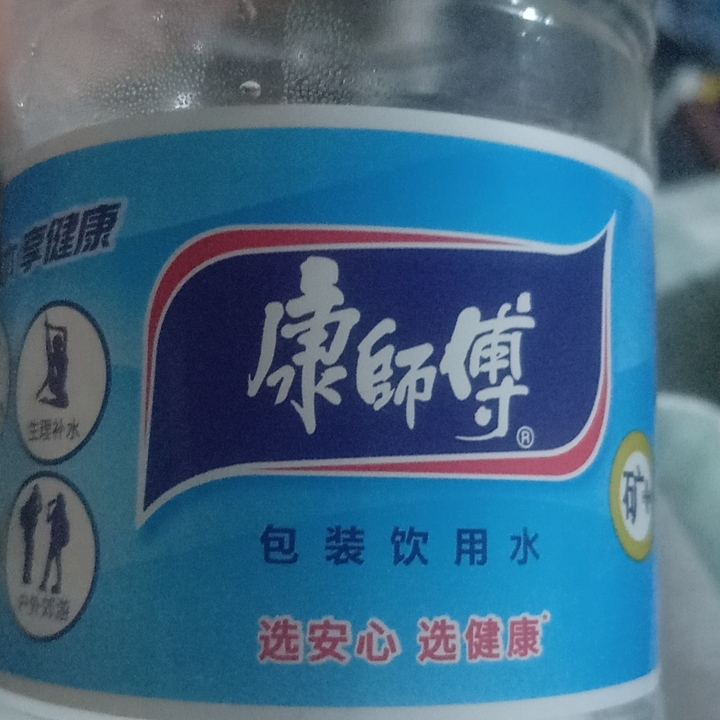 享健康
康師傅®
生理补水
户外郊游
矿
包装饮用水
选安心 选健康*